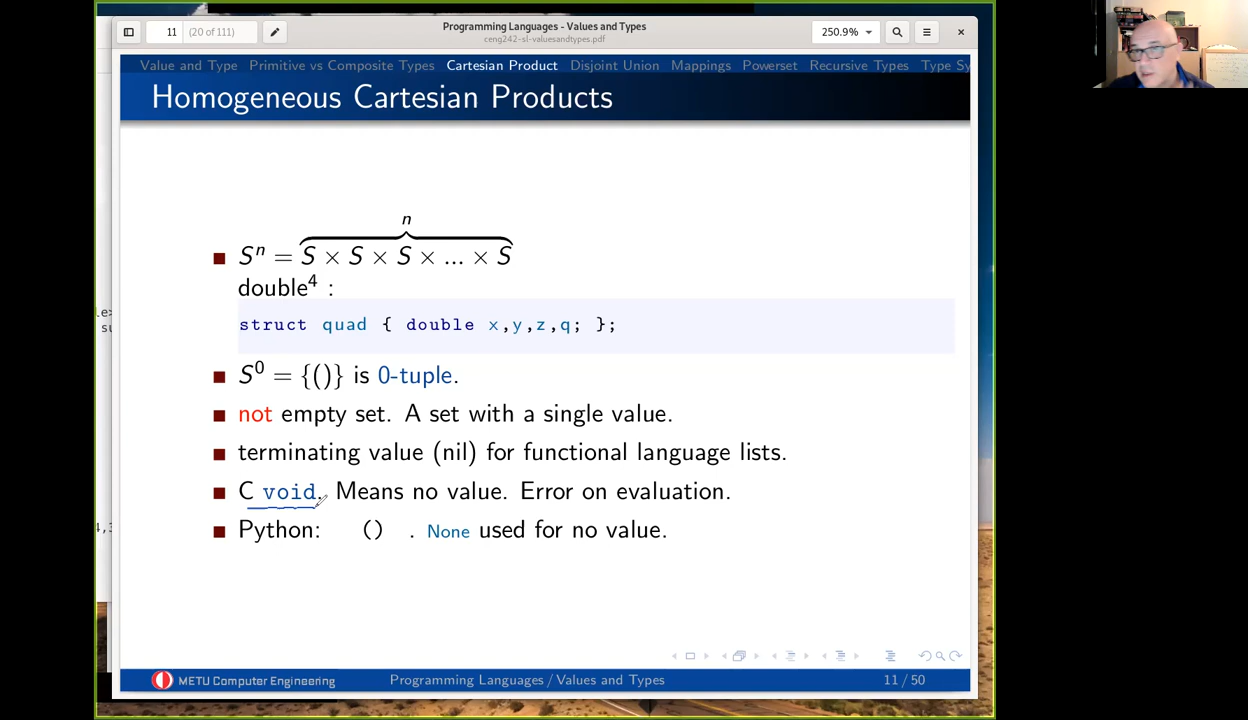 11 (20 of 111)
Programming Languages - Values and Types
ceng242-sl-valuesandtypes.pdf
250.9%
Value and Type Primitive vs Composite Types Cartesian Product Disjoint Union Mappings Powerset Recursive Types Type Sy
Homogeneous Cartesian Products
n
Sⁿ = S × S × S × ... × S
double⁴ :
struct quad { double x,y,z,q; };
S⁰ = {()} is 0-tuple.
not empty set. A set with a single value.
terminating value (nil) for functional language lists.
C void. Means no value. Error on evaluation.
Python: () . None used for no value.
METU Computer Engineering Programming Languages / Values and Types 11 / 50